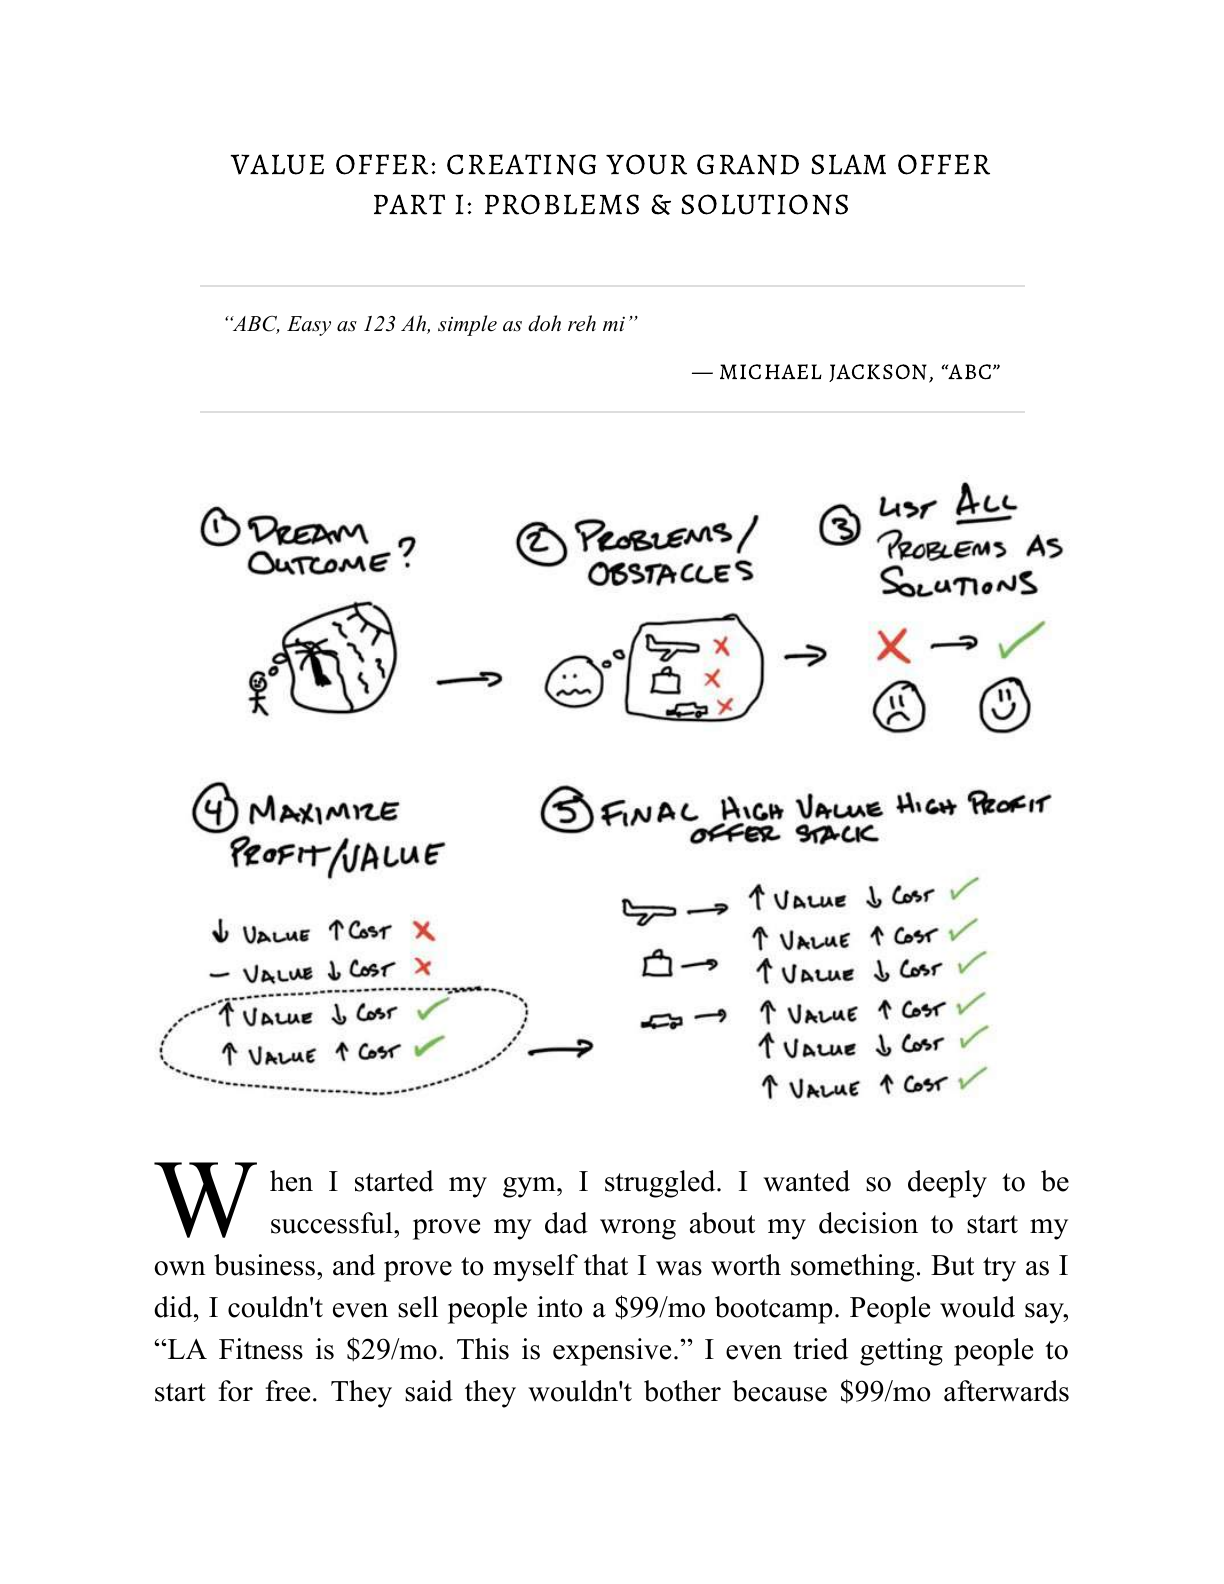 VALUE OFFER: CREATING YOUR GRAND SLAM OFFER
PART I: PROBLEMS & SOLUTIONS
“ABC, Easy as 123 Ah, simple as doh reh mi”
— MICHAEL JACKSON, “ABC”
① DREAM
OUTCOME?
② PROBLEMS/
OBSTACLES
③ LIST ALL
PROBLEMS AS
SOLUTIONS
④ MAXIMIZE
PROFIT/VALUE
↓ VALUE ↑ COST
– VALUE ↓ COST
↑ VALUE ↓ COST
↑ VALUE ↑ COST
⑤ FINAL HIGH VALUE HIGH PROFIT
OFFER STACK
↑ VALUE ↓ COST
↑ VALUE ↑ COST
↑ VALUE ↓ COST
↑ VALUE ↑ COST
↑ VALUE ↓ COST
↑ VALUE ↑ COST
When I started my gym, I struggled. I wanted so deeply to be
successful, prove my dad wrong about my decision to start my
own business, and prove to myself that I was worth something. But try as I
did, I couldn't even sell people into a $99/mo bootcamp. People would say,
“LA Fitness is $29/mo. This is expensive.” I even tried getting people to
start for free. They said they wouldn't bother because $99/mo afterwards